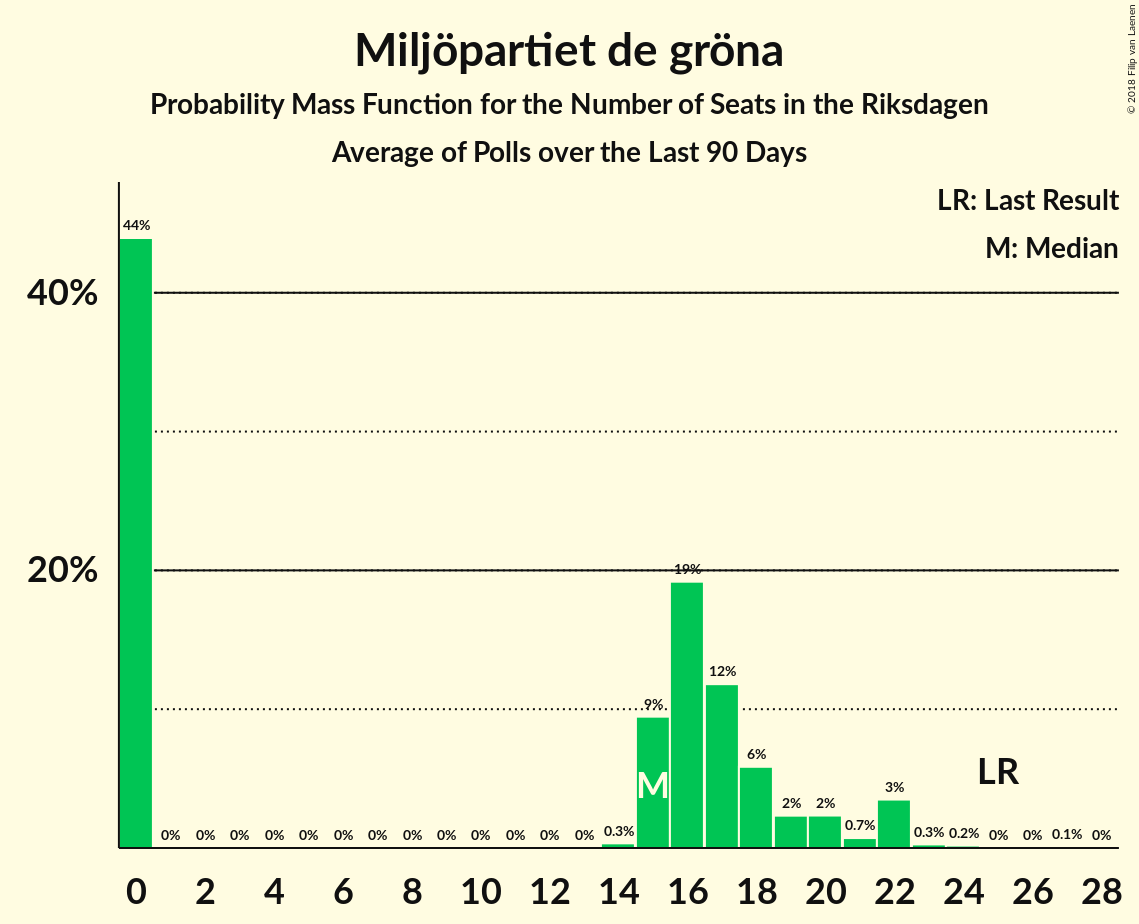 Miljöpartiet de gröna
Probability Mass Function for the Number of Seats in the Riksdagen
Average of Polls over the Last 90 Days
© 2018 Filip van Laenen
LR: Last Result
M: Median
40%
20%
44%
0% 0% 0% 0% 0% 0% 0% 0% 0% 0% 0% 0% 0% 0.3% 9% 19% 12% 6% 2% 2% 0.7% 3% 0.3% 0.2% 0% 0% 0.1% 0%
M
LR
0 2 4 6 8 10 12 14 16 18 20 22 24 26 28